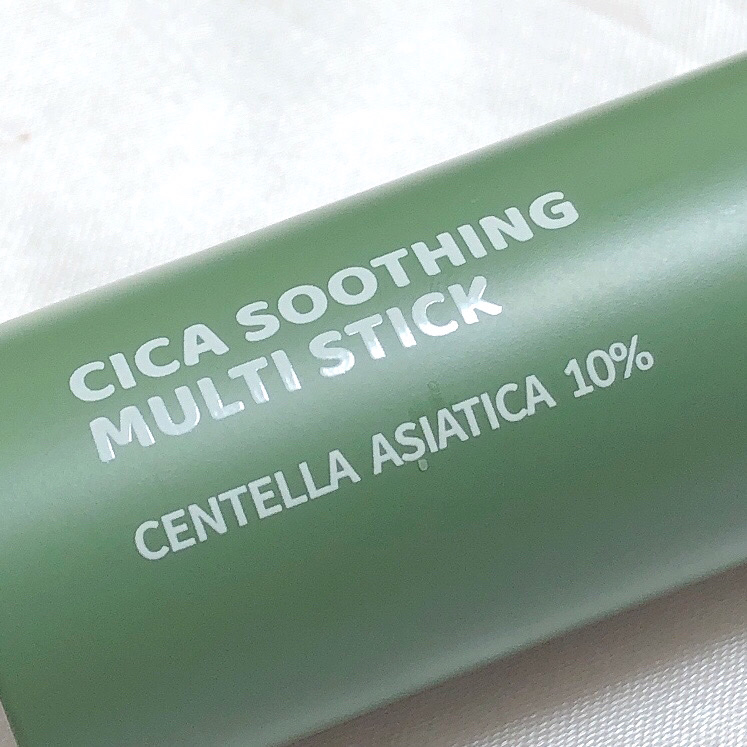 CICA SOOTHING
MULTI STICK
CENTELLA ASIATICA 10%